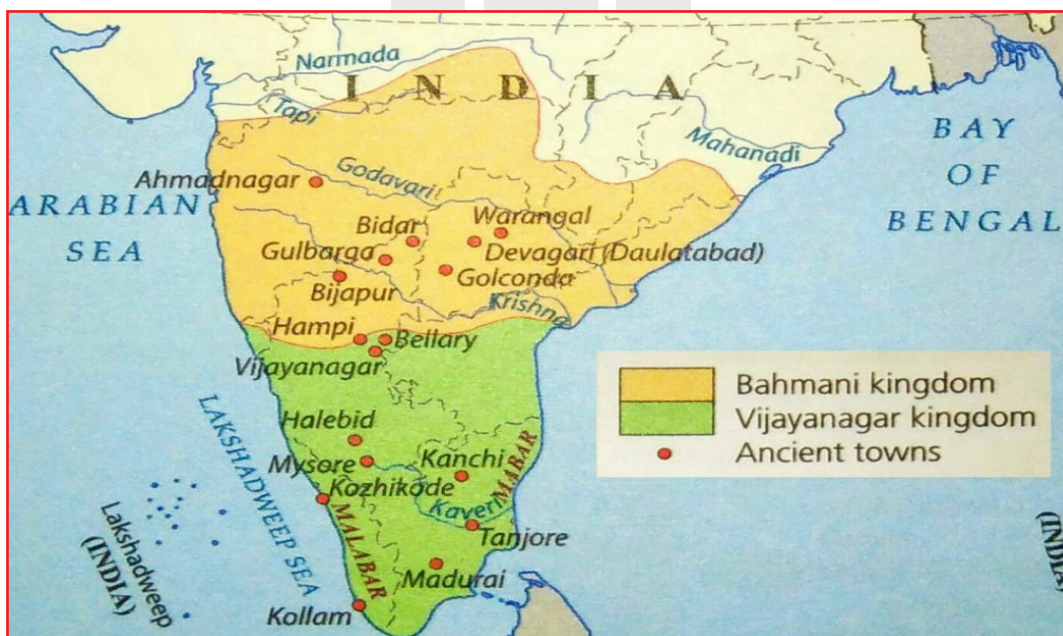 Narmada
INDIA
Tapi
Mahanadi
BAY
OF
BENGAL
Godavari
Ahmadnagar
ARABIAN
SEA
Warangal
Bidar
Devagari (Daulatabad)
Gulbarga
Golconda
Bijapur
Krishna
Hampi
Bellary
Vijayanagar
Bahmani kingdom
Vijayanagar kingdom
Ancient towns
LAKSHADWEEP SEA
Halebid
Mysore
Kanchi
MABAR
Kozhikode
Kaveri
MALABAR
Tanjore
Lakshadweep
(INDIA)
(INDIA
Madurai
Kollam